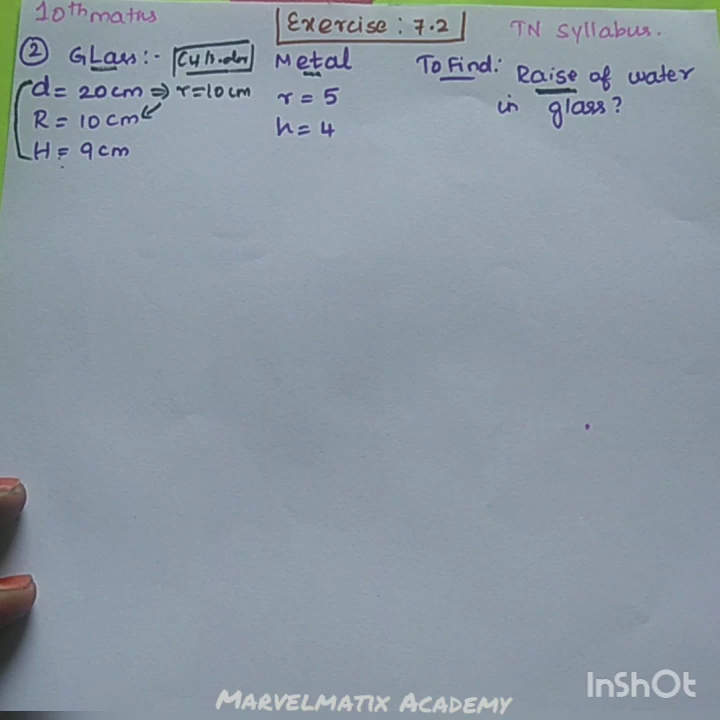 10th maths
Exercise : 7.2
TN Syllabus.
② GLass :- Cylinder
d = 20cm ⇒ r=10cm
R = 10cm
H = 9cm
Metal
r = 5
h = 4
To Find: Raise of water
in glass?
MARVELMATIX ACADEMY
InShOt